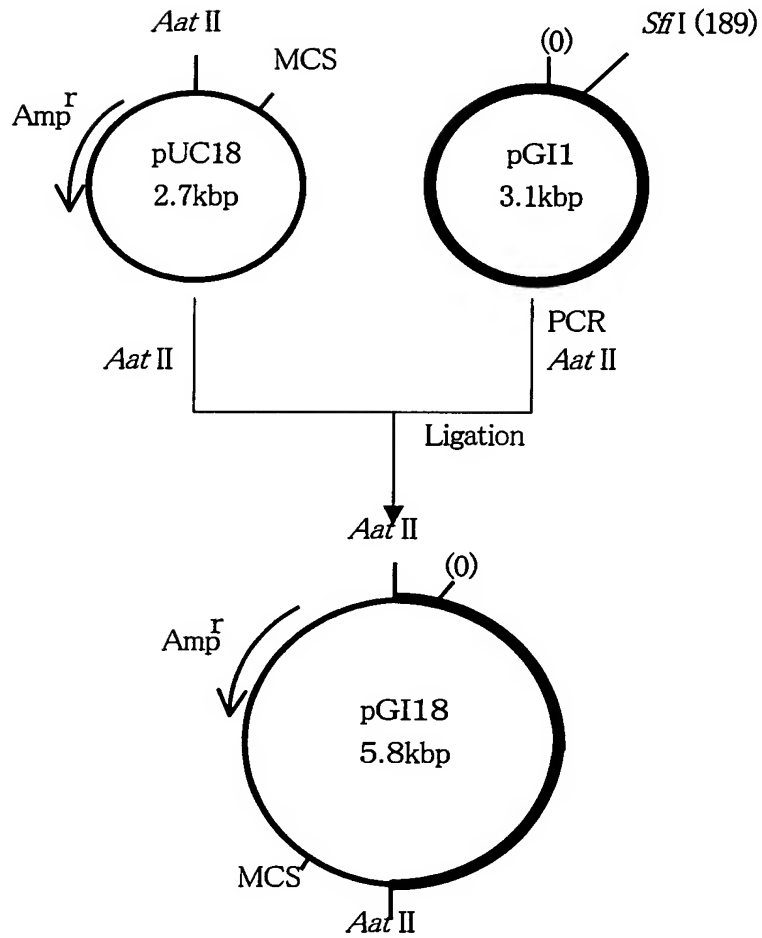 Aat II
MCS
Amp r
pUC18
2.7kbp
(0)
Sfi I (189)
pGI1
3.1kbp
Aat II
PCR
Aat II
Ligation
Aat II
(0)
Amp r
pGI18
5.8kbp
MCS
Aat II